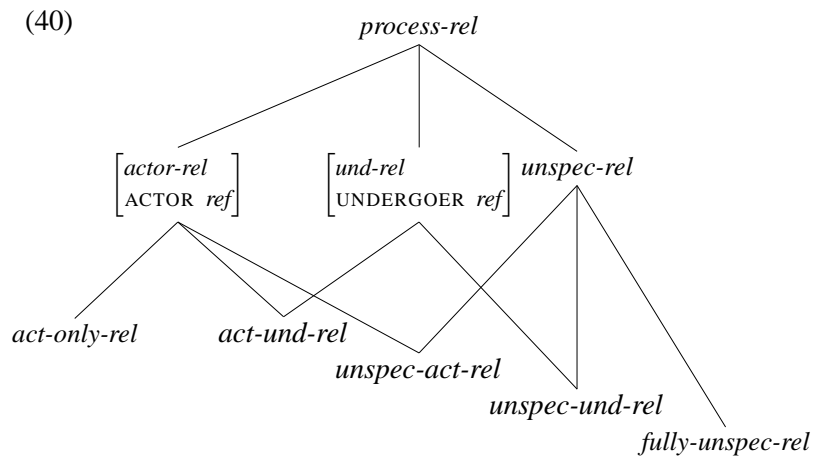 (40)
process-rel
actor-rel
ACTOR ref
und-rel
UNDERGOER ref
unspec-rel
act-only-rel
act-und-rel
unspec-act-rel
unspec-und-rel
fully-unspec-rel